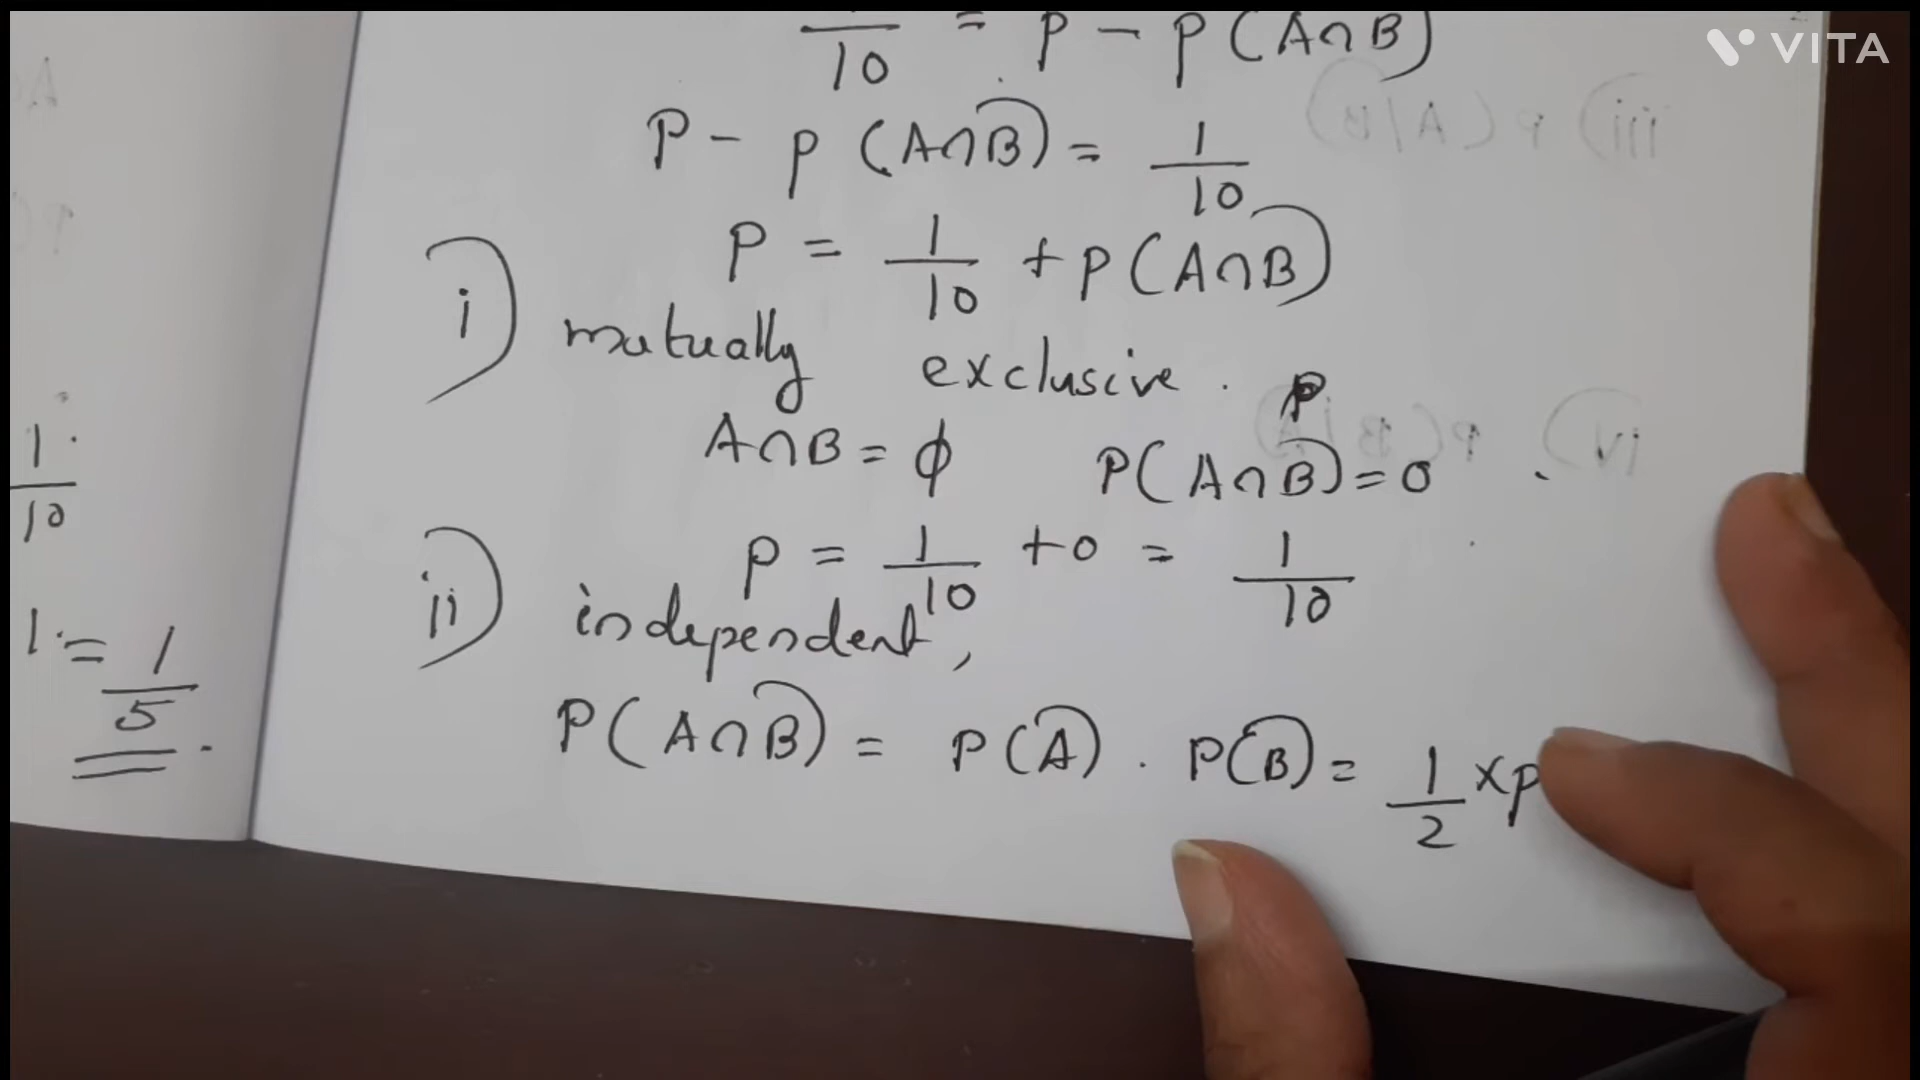 VITA
1/10 = P - P(A∩B)
P - P(A∩B) = 1/10
P = 1/10 + P(A∩B)
i) mutually exclusive. P
A∩B = ϕ P(A∩B) = 0
P = 1/10 + 0 = 1/10
ii) independent,
P(A∩B) = P(A) . P(B) = 1/2 × P
1/10
1 = 1/5